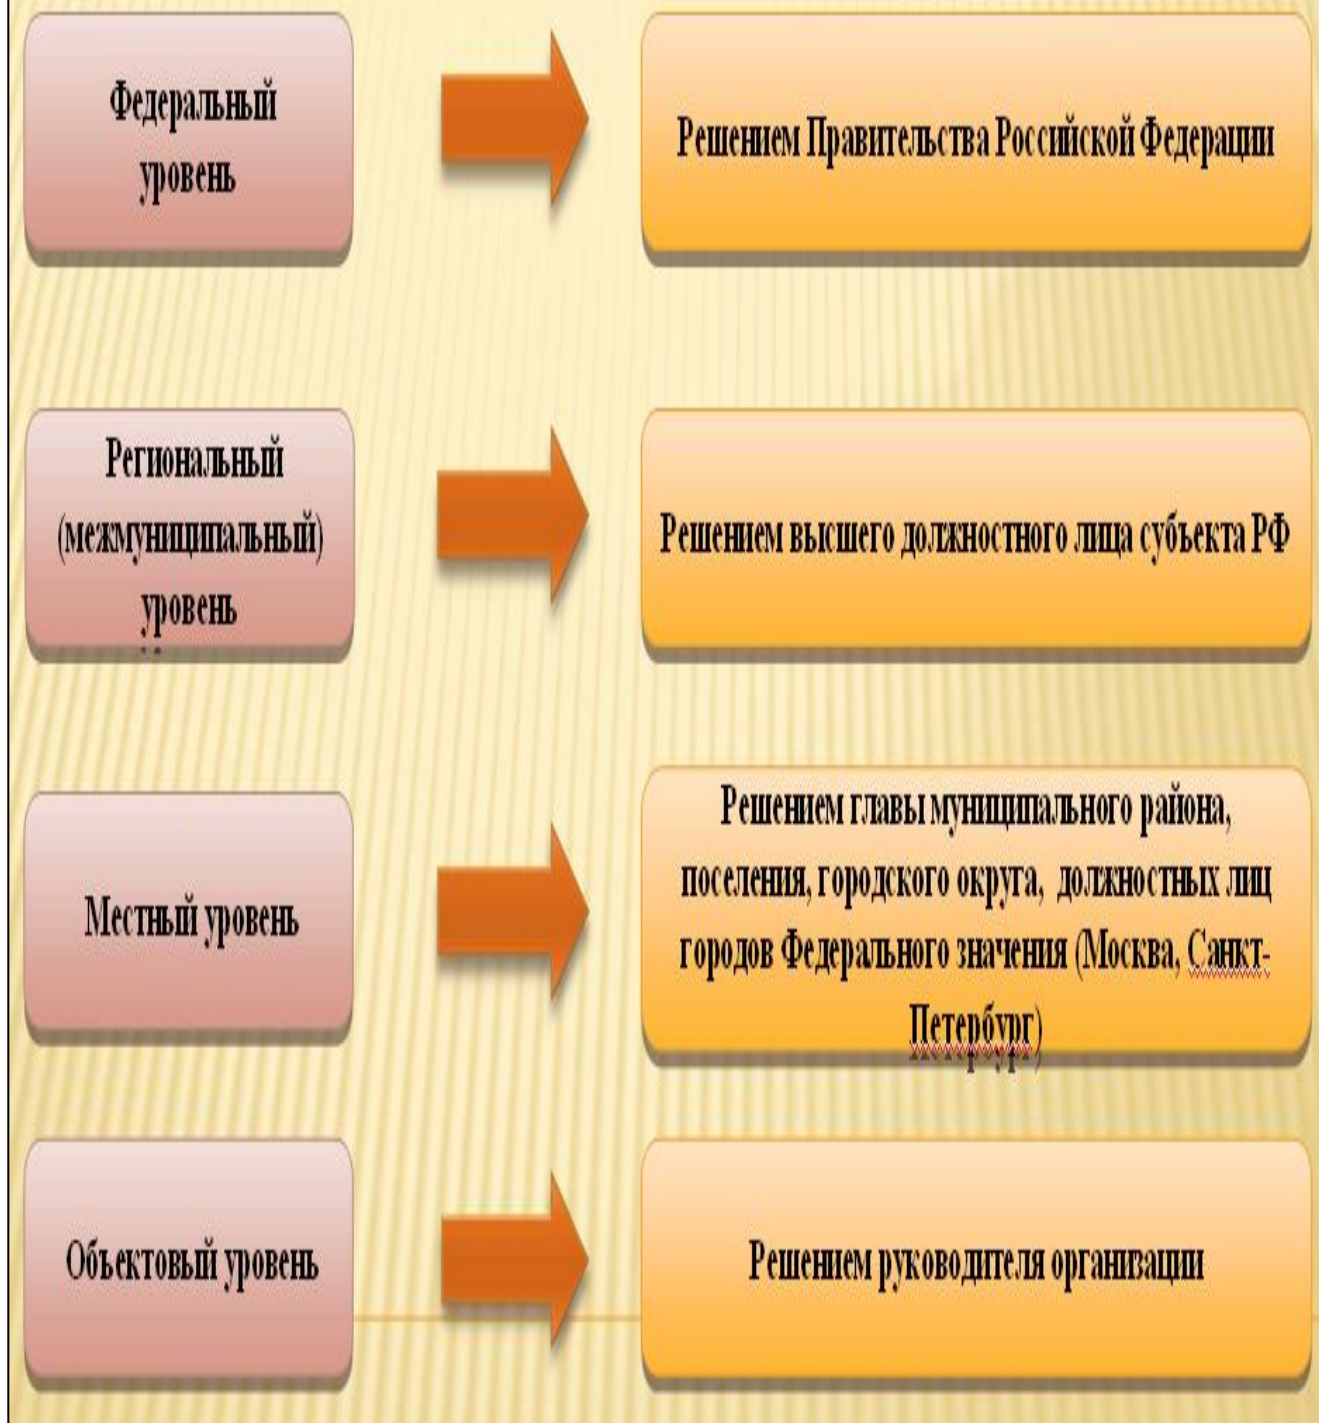 Федеральный
уровень
Решением Правительства Российской Федерации
Региональный
(межмуниципальный)
уровень
Решением высшего должностного лица субъекта РФ
Местный уровень
Решением главы муниципального района,
поселения, городского округа, должностных лиц
городов Федерального значения (Москва, Санкт-
Петербург)
Объектовый уровень
Решением руководителя организации